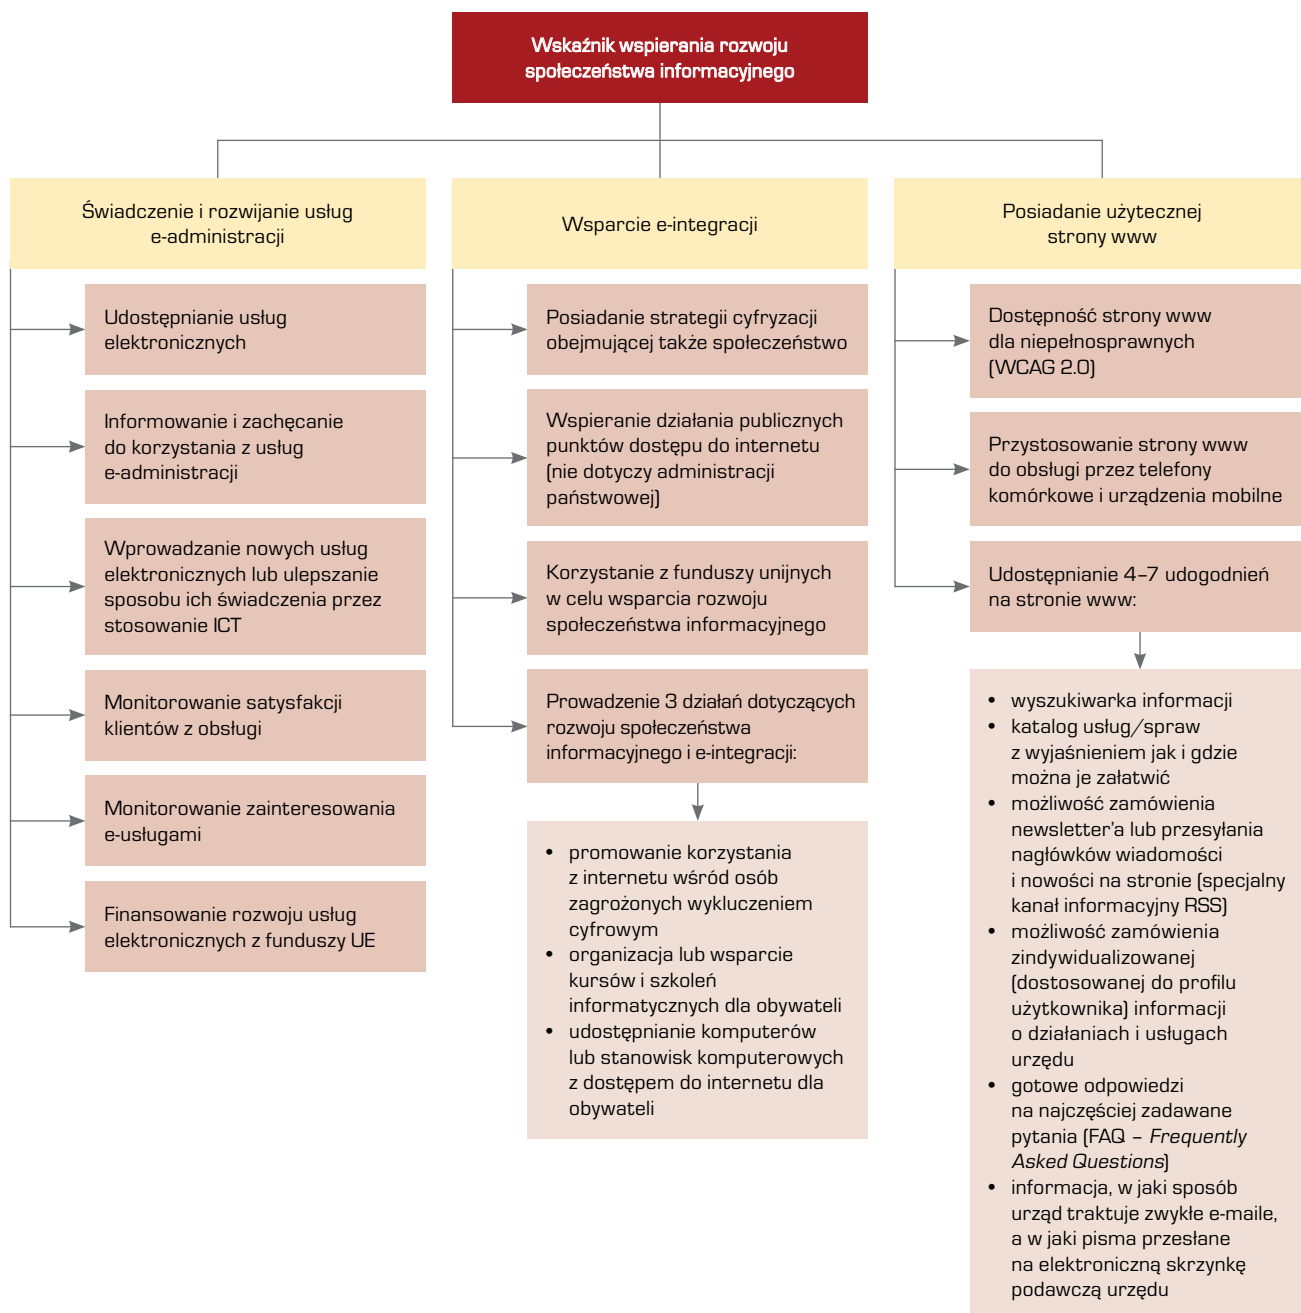 Wskaźnik wspierania rozwoju
społeczeństwa informacyjnego
Świadczenie i rozwijanie usług
e-administracji
Udostępnianie usług
elektronicznych
Informowanie i zachęcanie
do korzystania z usług
e-administracji
Wprowadzanie nowych usług
elektronicznych lub ulepszanie
sposobu ich świadczenia przez
stosowanie ICT
Monitorowanie satysfakcji
klientów z obsługi
Monitorowanie zainteresowania
e-usługami
Finansowanie rozwoju usług
elektronicznych z funduszy UE
Wsparcie e-integracji
Posiadanie strategii cyfryzacji
obejmującej także społeczeństwo
Wspieranie działania publicznych
punktów dostępu do internetu
(nie dotyczy administracji
państwowej)
Korzystanie z funduszy unijnych
w celu wsparcia rozwoju
społeczeństwa informacyjnego
Prowadzenie 3 działań dotyczących
rozwoju społeczeństwa
informacyjnego i e-integracji:
• promowanie korzystania
z internetu wśród osób
zagrożonych wykluczeniem
cyfrowym
• organizacja lub wsparcie
kursów i szkoleń
informatycznych dla obywateli
• udostępnianie komputerów
lub stanowisk komputerowych
z dostępem do internetu dla
obywateli
Posiadanie użytecznej
strony www
Dostępność strony www
dla niepełnosprawnych
(WCAG 2.0)
Przystosowanie strony www
do obsługi przez telefony
komórkowe i urządzenia mobilne
Udostępnianie 4–7 udogodnień
na stronie www:
• wyszukiwarka informacji
• katalog usług/spraw
z wyjaśnieniem jak i gdzie
można je załatwić
• możliwość zamówienia
newsletter'a lub przesyłania
nagłówków wiadomości
i nowości na stronie (specjalny
kanał informacyjny RSS)
• możliwość zamówienia
zindywidualizowanej
(dostosowanej do profilu
użytkownika) informacji
o działaniach i usługach
urzędu
• gotowe odpowiedzi
na najczęściej zadawane
pytania (FAQ – Frequently
Asked Questions)
• informacja, w jaki sposób
urząd traktuje zwykłe e-maile,
a w jaki pisma przesłane
na elektroniczną skrzynkę
podawczą urzędu